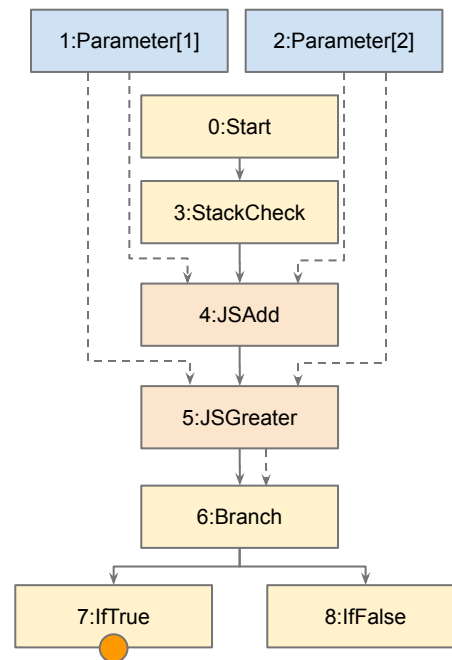 1:Parameter[1]
2:Parameter[2]
0:Start
3:StackCheck
4:JSAdd
5:JSGreater
6:Branch
7:IfTrue
8:IfFalse